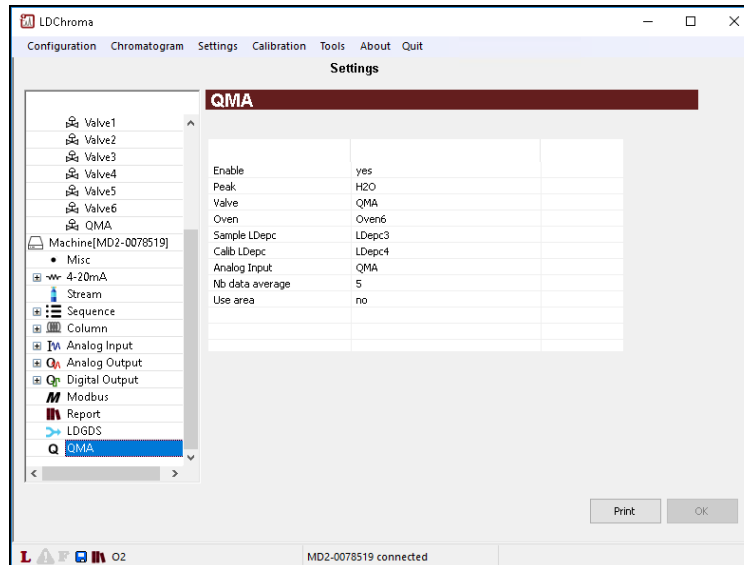 LDChroma
Configuration Chromatogram Settings Calibration Tools About Quit
Settings
QMA
Valve1
Valve2
Valve3
Valve4
Valve5
Valve6
QMA
Machine[MD2-0078519]
Misc
4-20mA
Stream
Sequence
Column
Analog Input
Analog Output
Digital Output
Modbus
Report
LDGDS
Q QMA
Enable yes
Peak H2O
Valve QMA
Oven Oven6
Sample LDepc LDepc3
Calib LDepc LDepc4
Analog Input QMA
Nb data average 5
Use area no
Print OK
L F O2 MD2-0078519 connected